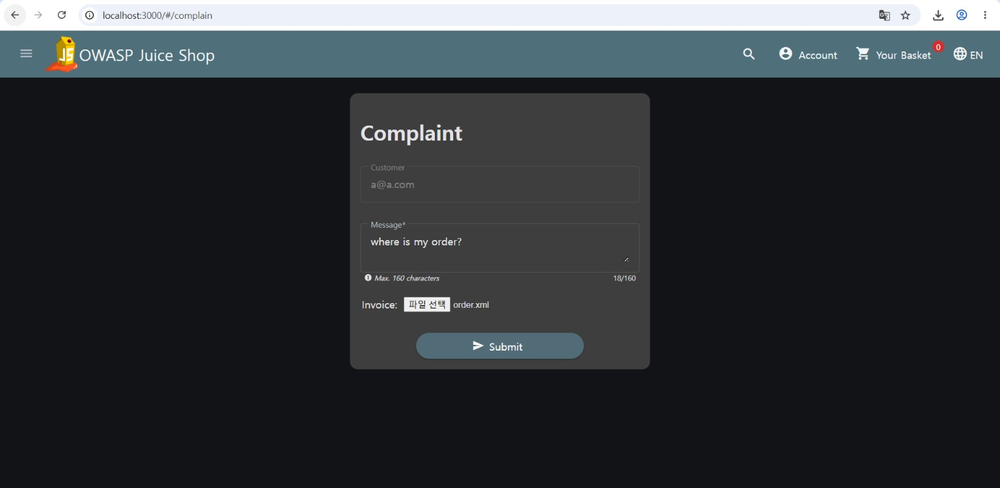 localhost:3000/#/complain
OWASP Juice Shop
Account
Your Basket
0
EN
Complaint
Customer
a@a.com
Message*
where is my order?
Max. 160 characters
18/160
Invoice: 파일 선택 order.xml
Submit